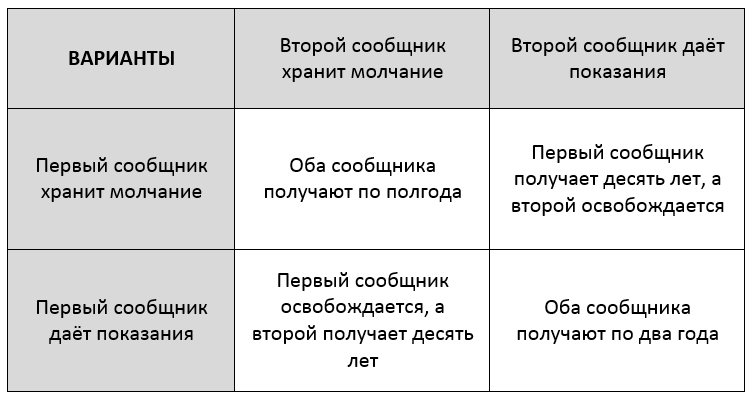 ВАРИАНТЫ
Второй сообщник
хранит молчание
Второй сообщник даёт
показания
Первый сообщник
хранит молчание
Оба сообщника
получают по полгода
Первый сообщник
получает десять лет, а
второй освобождается
Первый сообщник
даёт показания
Первый сообщник
освобождается, а
второй получает десять
лет
Оба сообщника
получают по два года